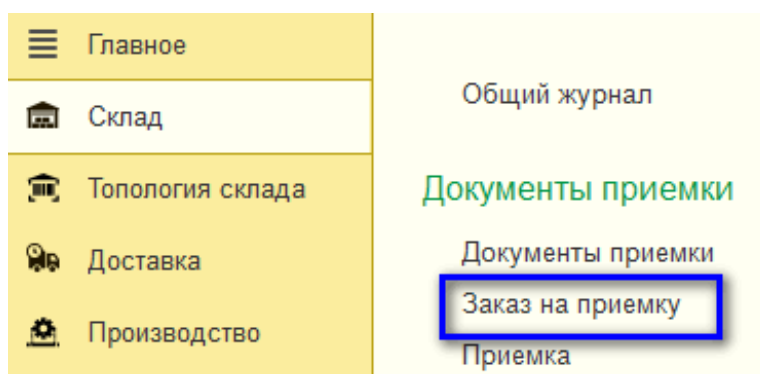 Главное
Склад
Топология склада
Доставка
Производство
Общий журнал
Документы приемки
Документы приемки
Заказ на приемку
Приемка